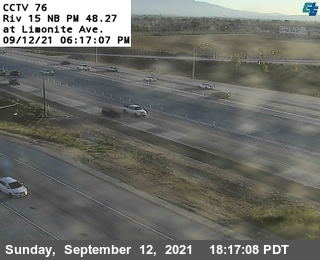 CCTV 76
Riv 15 NB PM 48.27
at Limonite Ave.
09/12/21 06:17:07 PM
Sunday, September 12, 2021 18:17:08 PDT